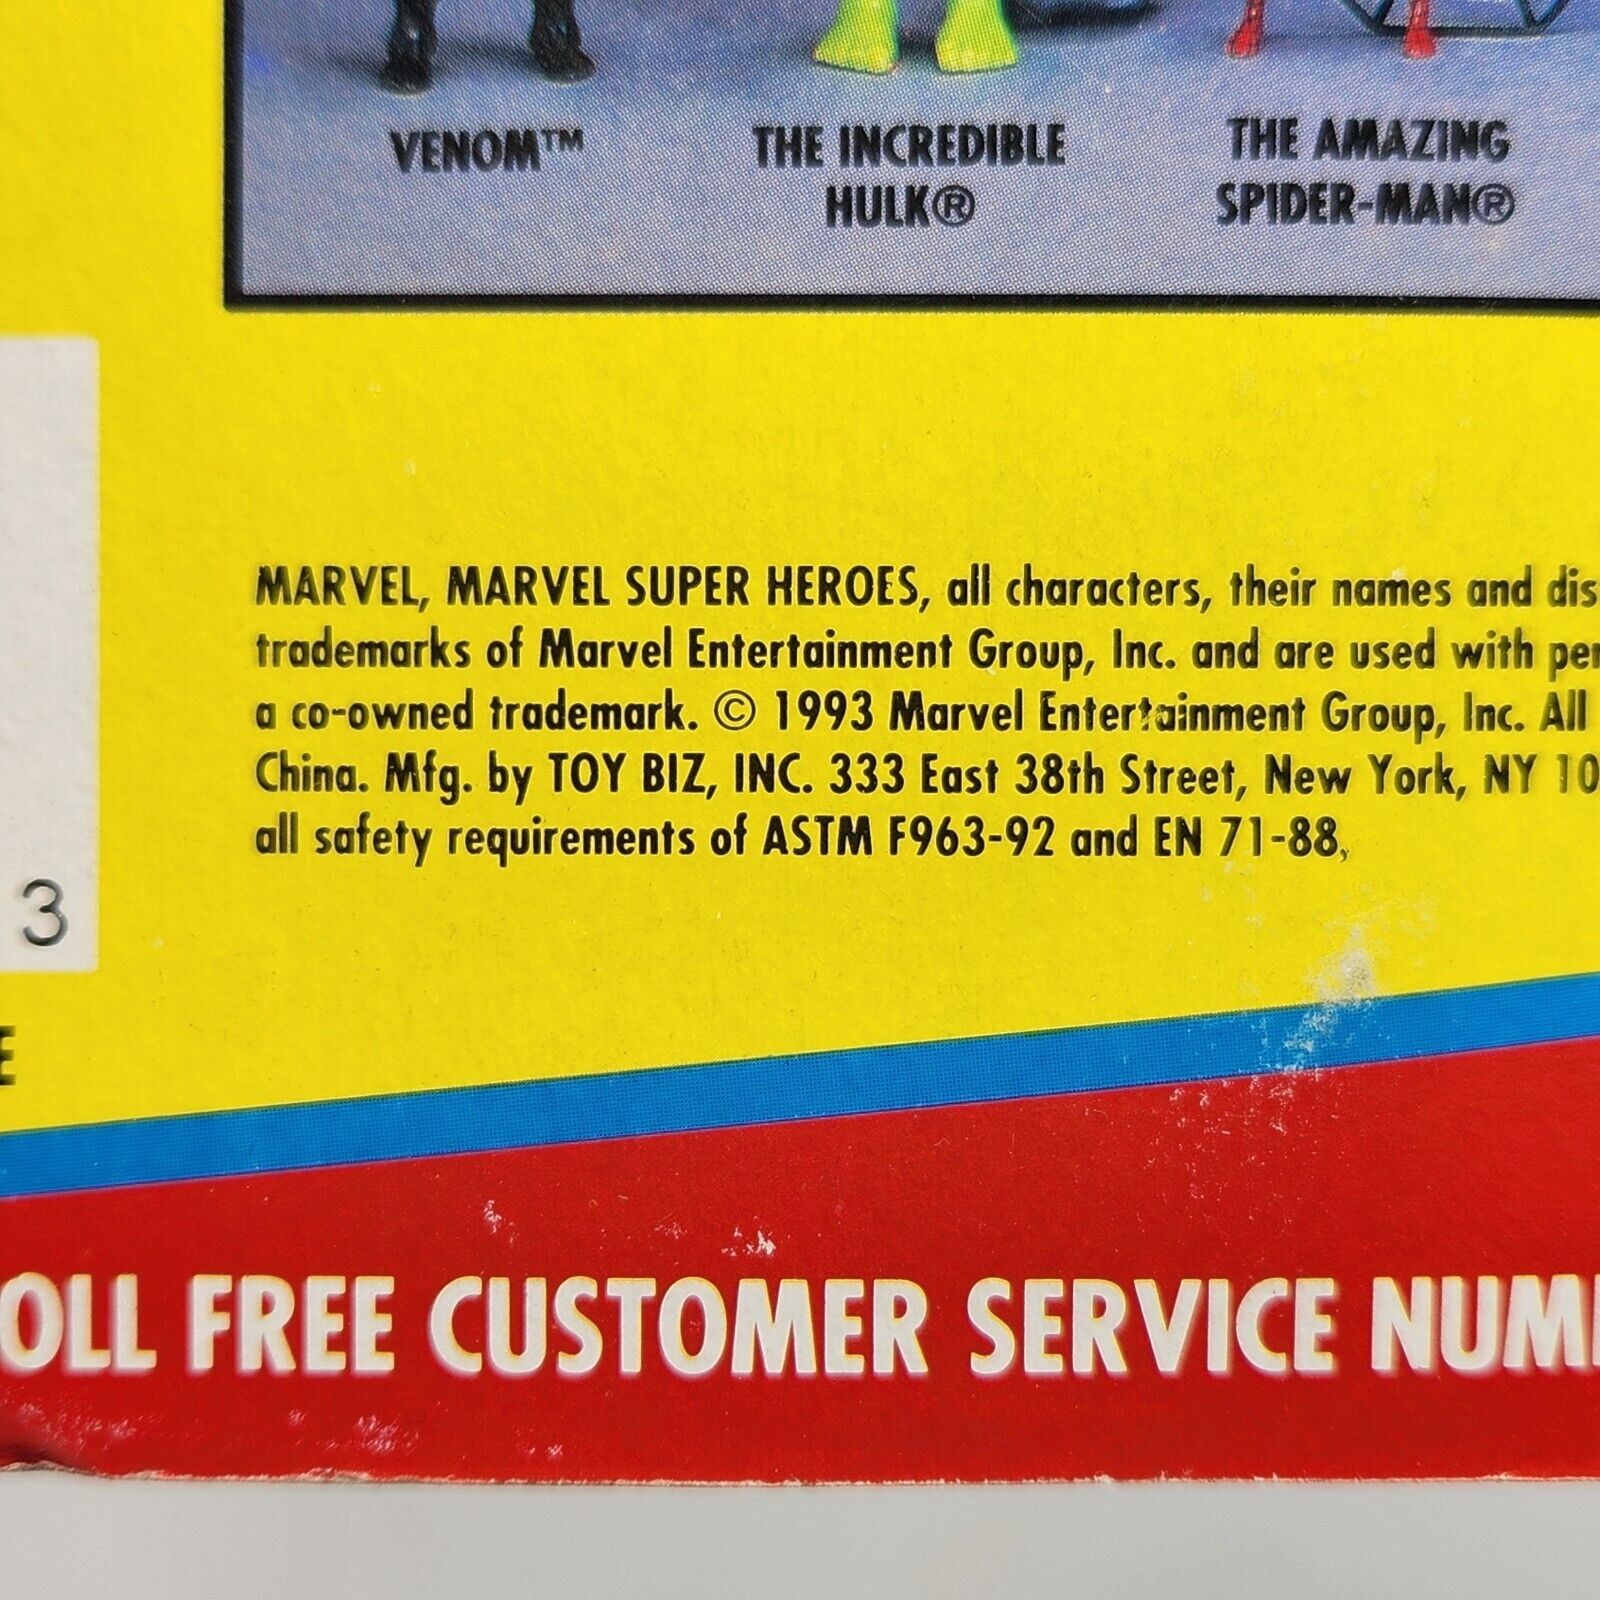 VENOM™
THE INCREDIBLE
HULK®
THE AMAZING
SPIDER-MAN®
MARVEL, MARVEL SUPER HEROES, all characters, their names and dis
trademarks of Marvel Entertainment Group, Inc. and are used with per
a co-owned trademark. © 1993 Marvel Entertainment Group, Inc. All
China. Mfg. by TOY BIZ, INC. 333 East 38th Street, New York, NY 10
all safety requirements of ASTM F963-92 and EN 71-88,
3
E
OLL FREE CUSTOMER SERVICE NUM